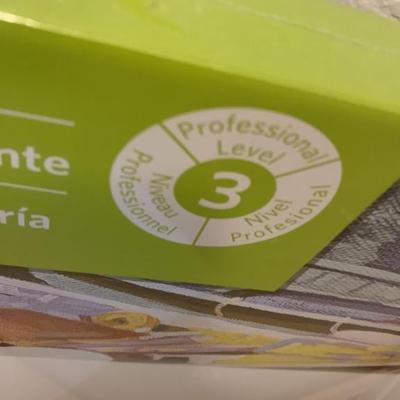 nte
ría
Professional
Level
3
Niveau
Professionnel
Nivel
Profesional